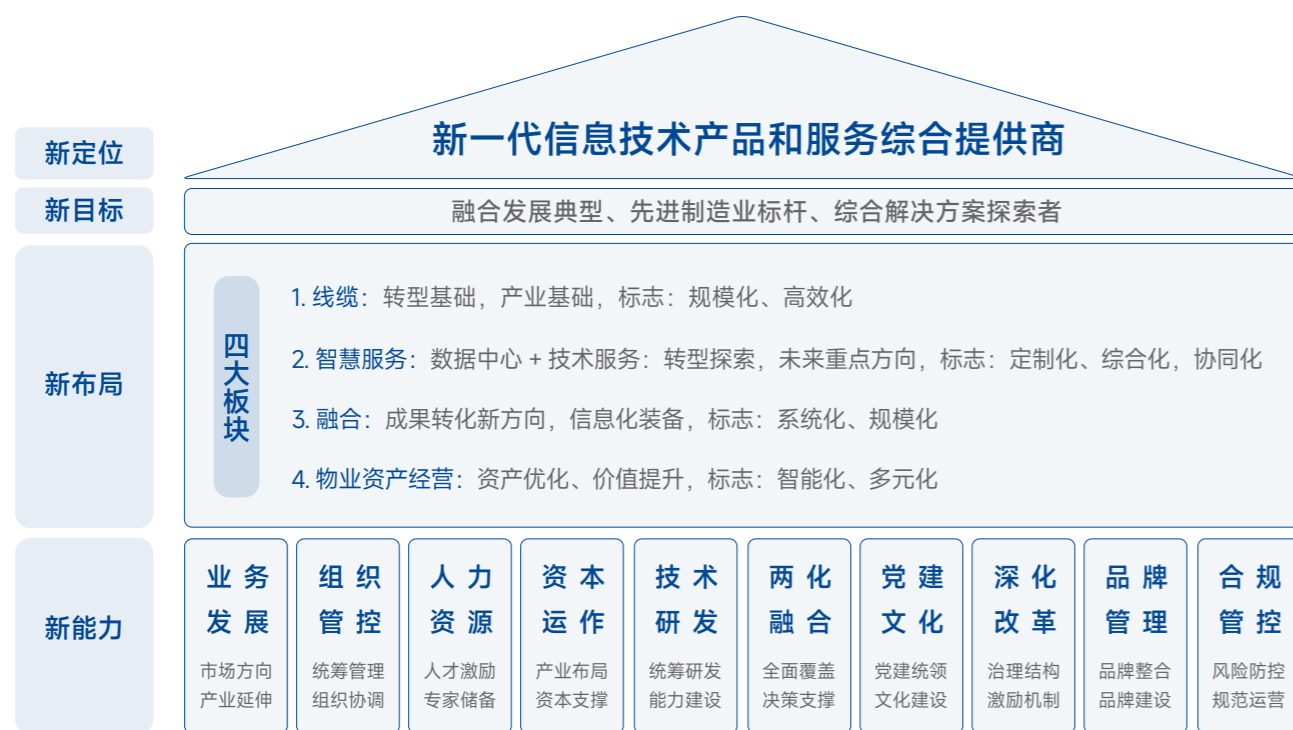 新定位
新一代信息技术产品和服务综合提供商
新目标
融合发展典型、先进制造业标杆、综合解决方案探索者
新布局
四大板块
1. 线缆：转型基础，产业基础，标志：规模化、高效化
2. 智慧服务：数据中心 + 技术服务：转型探索，未来重点方向，标志：定制化、综合化，协同化
3. 融合：成果转化新方向，信息化装备，标志：系统化、规模化
4. 物业资产经营：资产优化、价值提升，标志：智能化、多元化
新能力
业务
发展
市场方向
产业延伸
组织
管控
统筹管理
组织协调
人力
资源
人才激励
专家储备
资本
运作
产业布局
资本支撑
技术
研发
统筹研发
能力建设
两化
融合
全面覆盖
决策支撑
党建
文化
党建统领
文化建设
深化
改革
治理结构
激励机制
品牌
管理
品牌整合
品牌建设
合规
管控
风险防控
规范运营